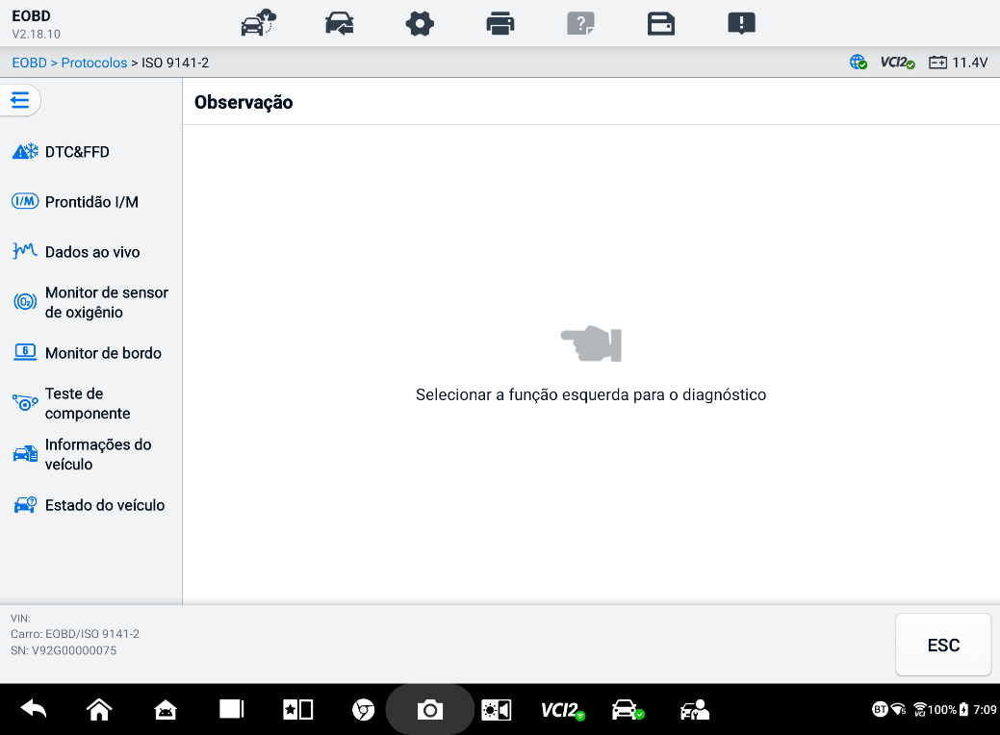 EOBD
V2.18.10
?
EOBD > Protocolos > ISO 9141-2
VCI2
11.4V
Observação
DTC&FFD
I/M
Prontidão I/M
Dados ao vivo
O₂
Monitor de sensor
de oxigênio
6
Monitor de bordo
Teste de
componente
Informações do
veículo
Estado do veículo
Selecionar a função esquerda para o diagnóstico
VIN:
Carro: EOBD/ISO 9141-2
SN: V92G00000075
ESC
VCI2
BT
6
VCI
100%
7:09